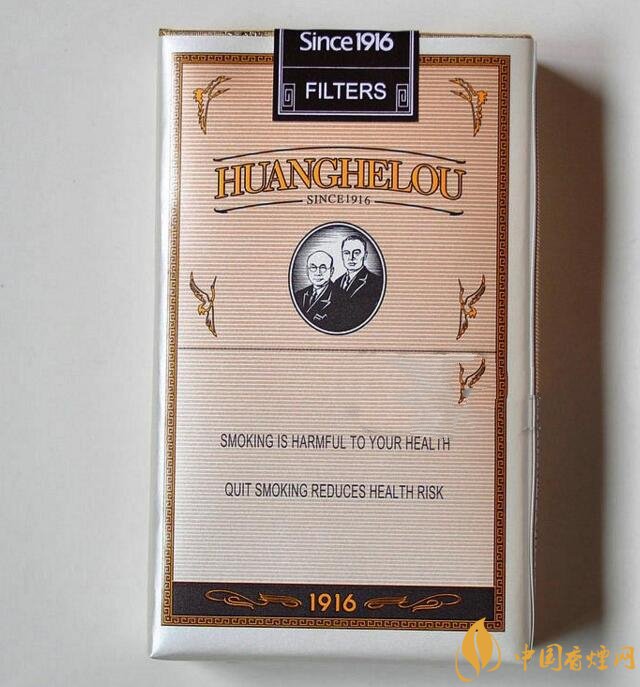 Since1916
FILTERS
HUANGHELOU
SINCE1916
SMOKING IS HARMFUL TO YOUR HEALTH
QUIT SMOKING REDUCES HEALTH RISK
1916
中国香烟网